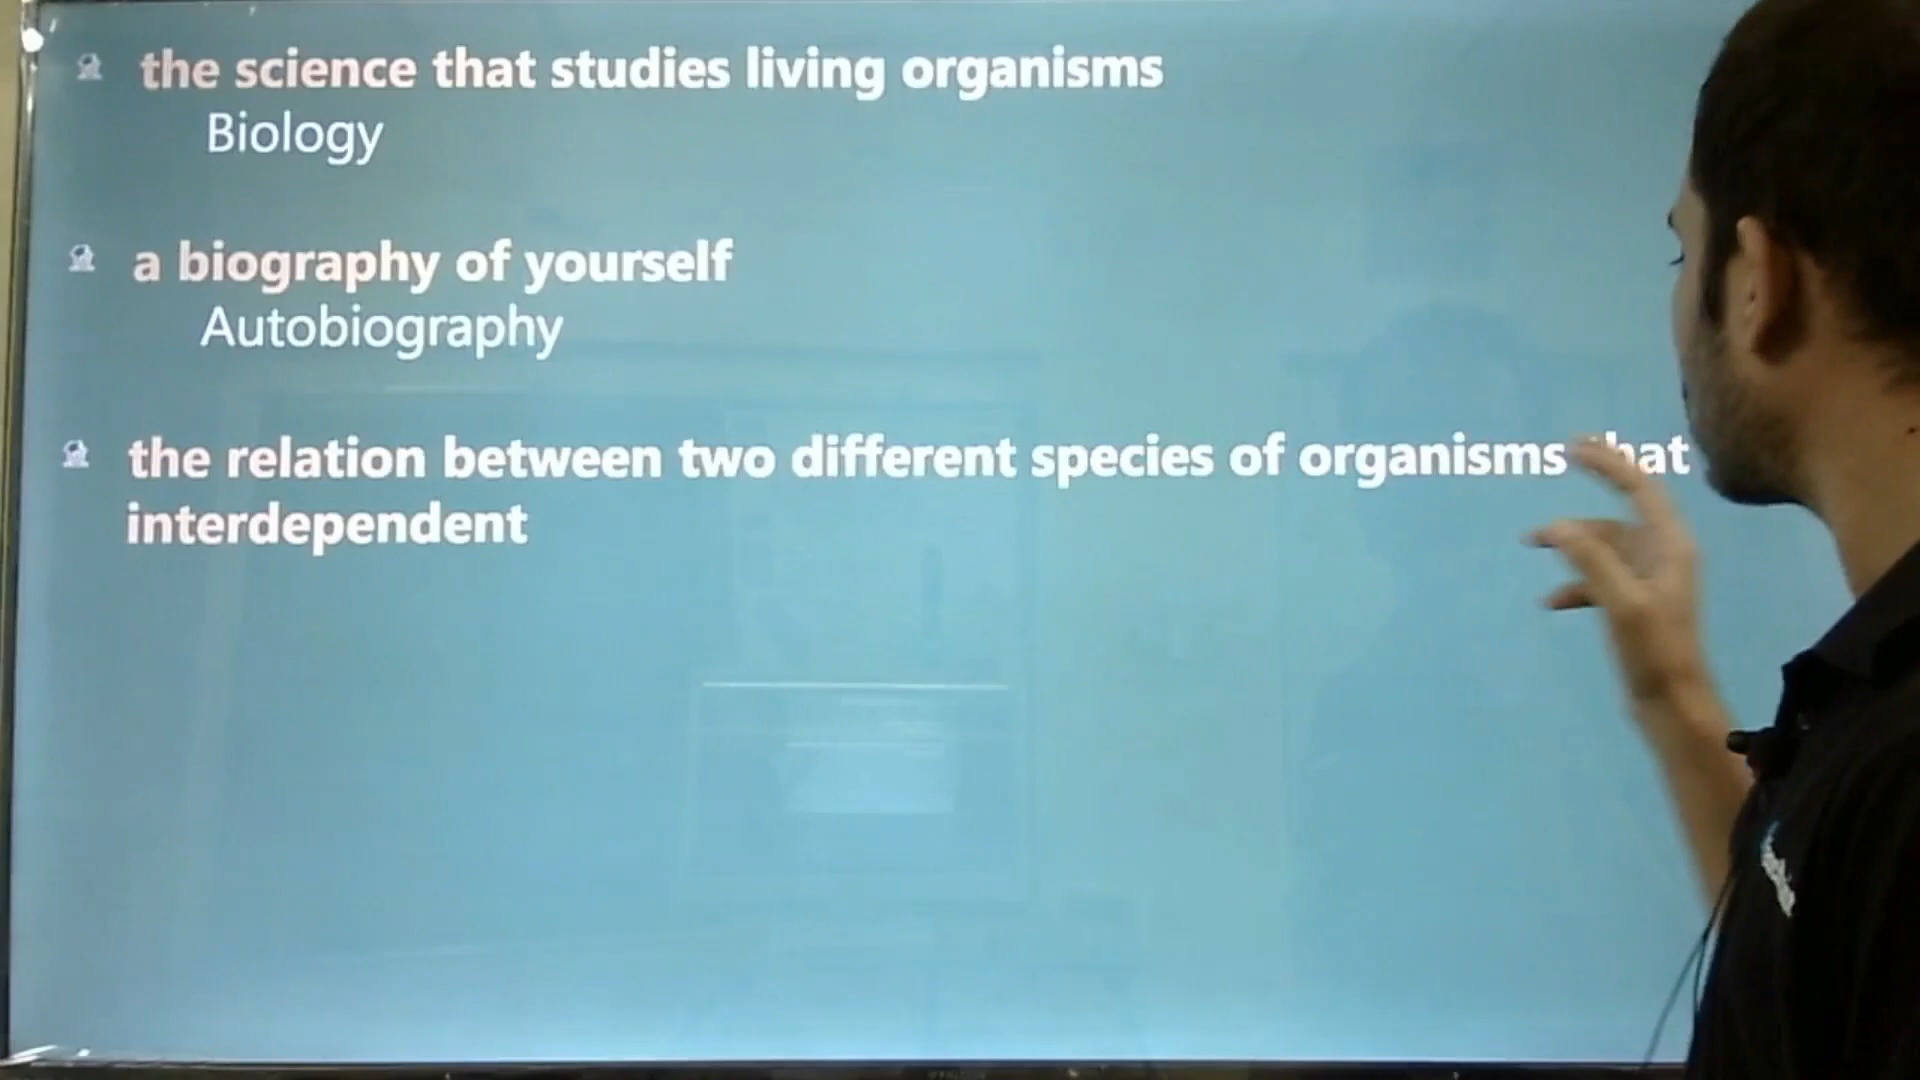 the science that studies living organisms
Biology
a biography of yourself
Autobiography
the relation between two different species of organisms that
interdependent